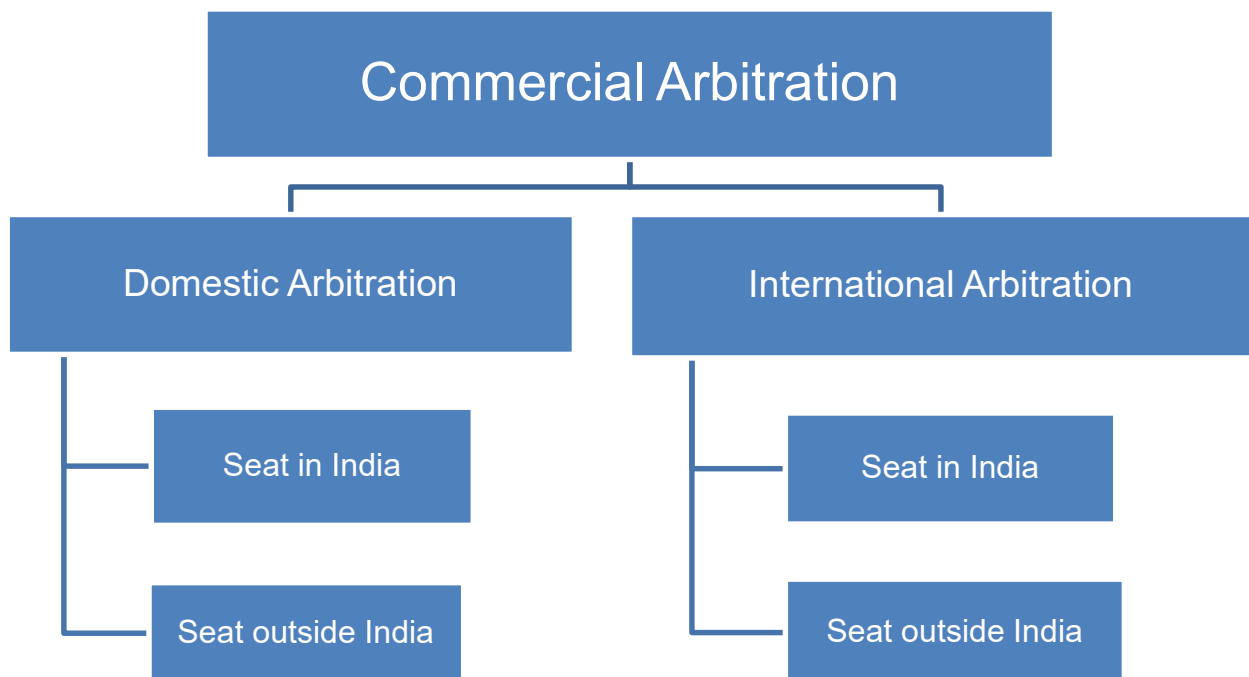 Commercial Arbitration
Domestic Arbitration
Seat in India
Seat outside India
International Arbitration
Seat in India
Seat outside India